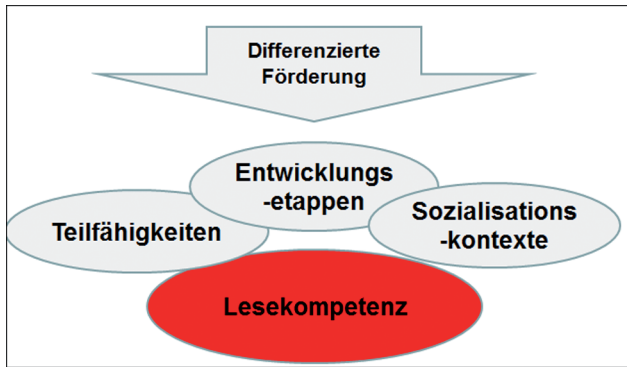 Differenzierte
Förderung
Entwicklungs
-etappen
Teilfähigkeiten
Sozialisations
-kontexte
Lesekompetenz